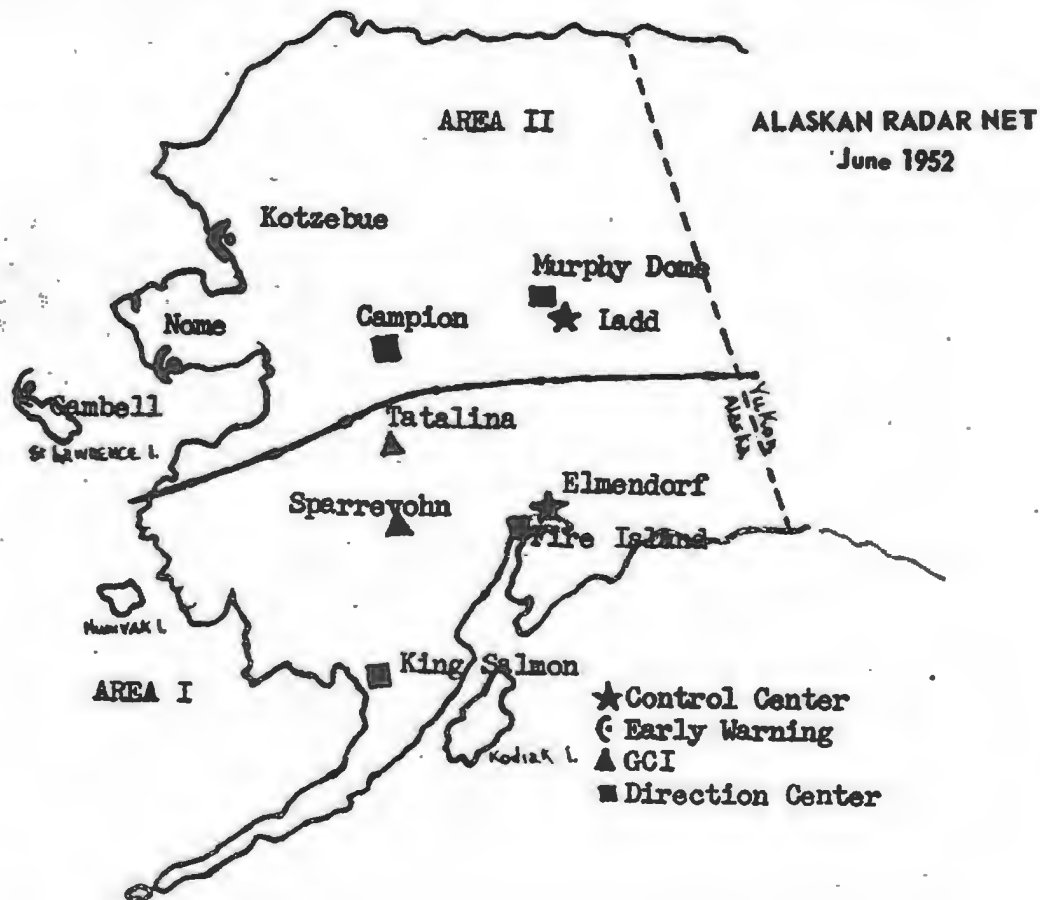 AREA II
ALASKAN RADAR NET
June 1952
Kotzebue
Murphy Dome
Ladd
Campion
Nome
Gambell
St LAWRENCE I.
Tatalina
Yukon
Alaska
Sparrevohn
Elmendorf
Fire Island
NUNIVAK I.
King Salmon
AREA I
Kodiak I.
Control Center
Early Warning
GCI
Direction Center